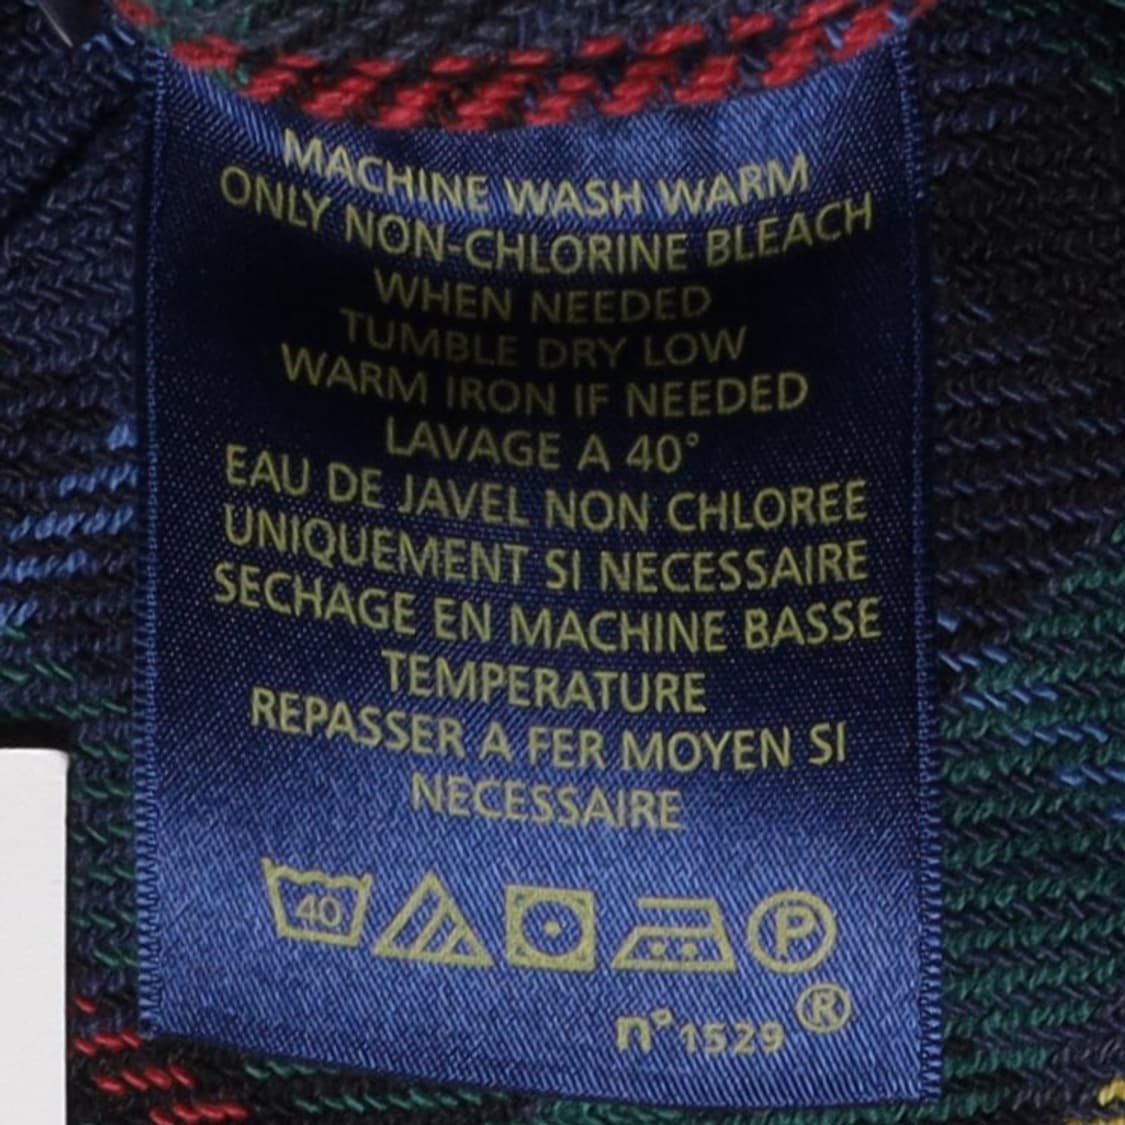 MACHINE WASH WARM
ONLY NON-CHLORINE BLEACH
WHEN NEEDED
TUMBLE DRY LOW
WARM IRON IF NEEDED
LAVAGE A 40°
EAU DE JAVEL NON CHLOREE
UNIQUEMENT SI NECESSAIRE
SECHAGE EN MACHINE BASSE
TEMPERATURE
REPASSER A FER MOYEN SI
NECESSAIRE
40 P
n° 1529 ®